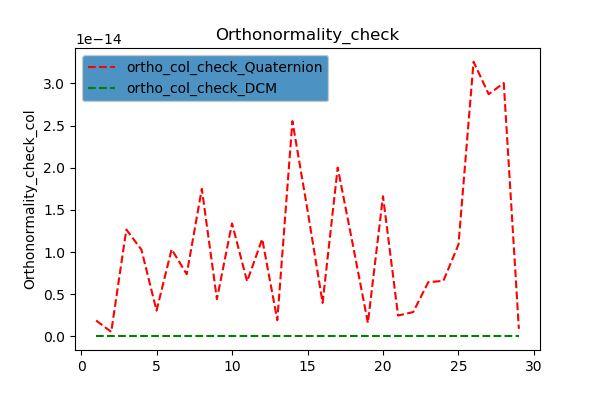 Orthonormality_check
1e−14
ortho_col_check_Quaternion
ortho_col_check_DCM
Orthonormality_check_col
3.0
2.5
2.0
1.5
1.0
0.5
0.0
0 5 10 15 20 25 30